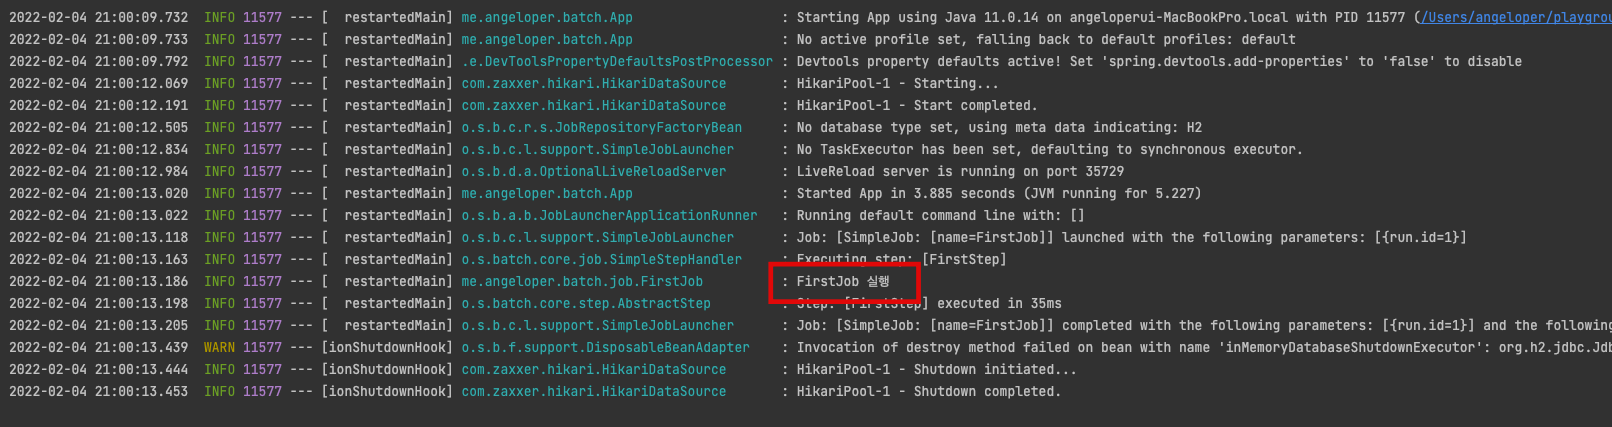 2022-02-04 21:00:09.732  INFO 11577 --- [  restartedMain] me.angeloper.batch.App                   : Starting App using Java 11.0.14 on angeloperui-MacBookPro.local with PID 11577 (/Users/angeloper/playgrou
2022-02-04 21:00:09.733  INFO 11577 --- [  restartedMain] me.angeloper.batch.App                   : No active profile set, falling back to default profiles: default
2022-02-04 21:00:09.792  INFO 11577 --- [  restartedMain] .e.DevToolsPropertyDefaultsPostProcessor : Devtools property defaults active! Set 'spring.devtools.add-properties' to 'false' to disable
2022-02-04 21:00:12.069  INFO 11577 --- [  restartedMain] com.zaxxer.hikari.HikariDataSource       : HikariPool-1 - Starting...
2022-02-04 21:00:12.191  INFO 11577 --- [  restartedMain] com.zaxxer.hikari.HikariDataSource       : HikariPool-1 - Start completed.
2022-02-04 21:00:12.505  INFO 11577 --- [  restartedMain] o.s.b.c.r.s.JobRepositoryFactoryBean     : No database type set, using meta data indicating: H2
2022-02-04 21:00:12.834  INFO 11577 --- [  restartedMain] o.s.b.c.l.support.SimpleJobLauncher      : No TaskExecutor has been set, defaulting to synchronous executor.
2022-02-04 21:00:12.984  INFO 11577 --- [  restartedMain] o.s.b.d.a.OptionalLiveReloadServer       : LiveReload server is running on port 35729
2022-02-04 21:00:13.020  INFO 11577 --- [  restartedMain] me.angeloper.batch.App                   : Started App in 3.885 seconds (JVM running for 5.227)
2022-02-04 21:00:13.022  INFO 11577 --- [  restartedMain] o.s.b.a.b.JobLauncherApplicationRunner   : Running default command line with: []
2022-02-04 21:00:13.118  INFO 11577 --- [  restartedMain] o.s.b.c.l.support.SimpleJobLauncher      : Job: [SimpleJob: [name=FirstJob]] launched with the following parameters: [{run.id=1}]
2022-02-04 21:00:13.163  INFO 11577 --- [  restartedMain] o.s.batch.core.job.SimpleStepHandler     : Executing step: [FirstStep]
2022-02-04 21:00:13.186  INFO 11577 --- [  restartedMain] me.angeloper.batch.job.FirstJob          : FirstJob 실행
2022-02-04 21:00:13.198  INFO 11577 --- [  restartedMain] o.s.batch.core.step.AbstractStep         : Step: [FirstStep] executed in 35ms
2022-02-04 21:00:13.205  INFO 11577 --- [  restartedMain] o.s.b.c.l.support.SimpleJobLauncher      : Job: [SimpleJob: [name=FirstJob]] completed with the following parameters: [{run.id=1}] and the following
2022-02-04 21:00:13.439  WARN 11577 --- [ionShutdownHook] o.s.b.f.support.DisposableBeanAdapter    : Invocation of destroy method failed on bean with name 'inMemoryDatabaseShutdownExecutor': org.h2.jdbc.Jdb
2022-02-04 21:00:13.444  INFO 11577 --- [ionShutdownHook] com.zaxxer.hikari.HikariDataSource       : HikariPool-1 - Shutdown initiated...
2022-02-04 21:00:13.453  INFO 11577 --- [ionShutdownHook] com.zaxxer.hikari.HikariDataSource       : HikariPool-1 - Shutdown completed.